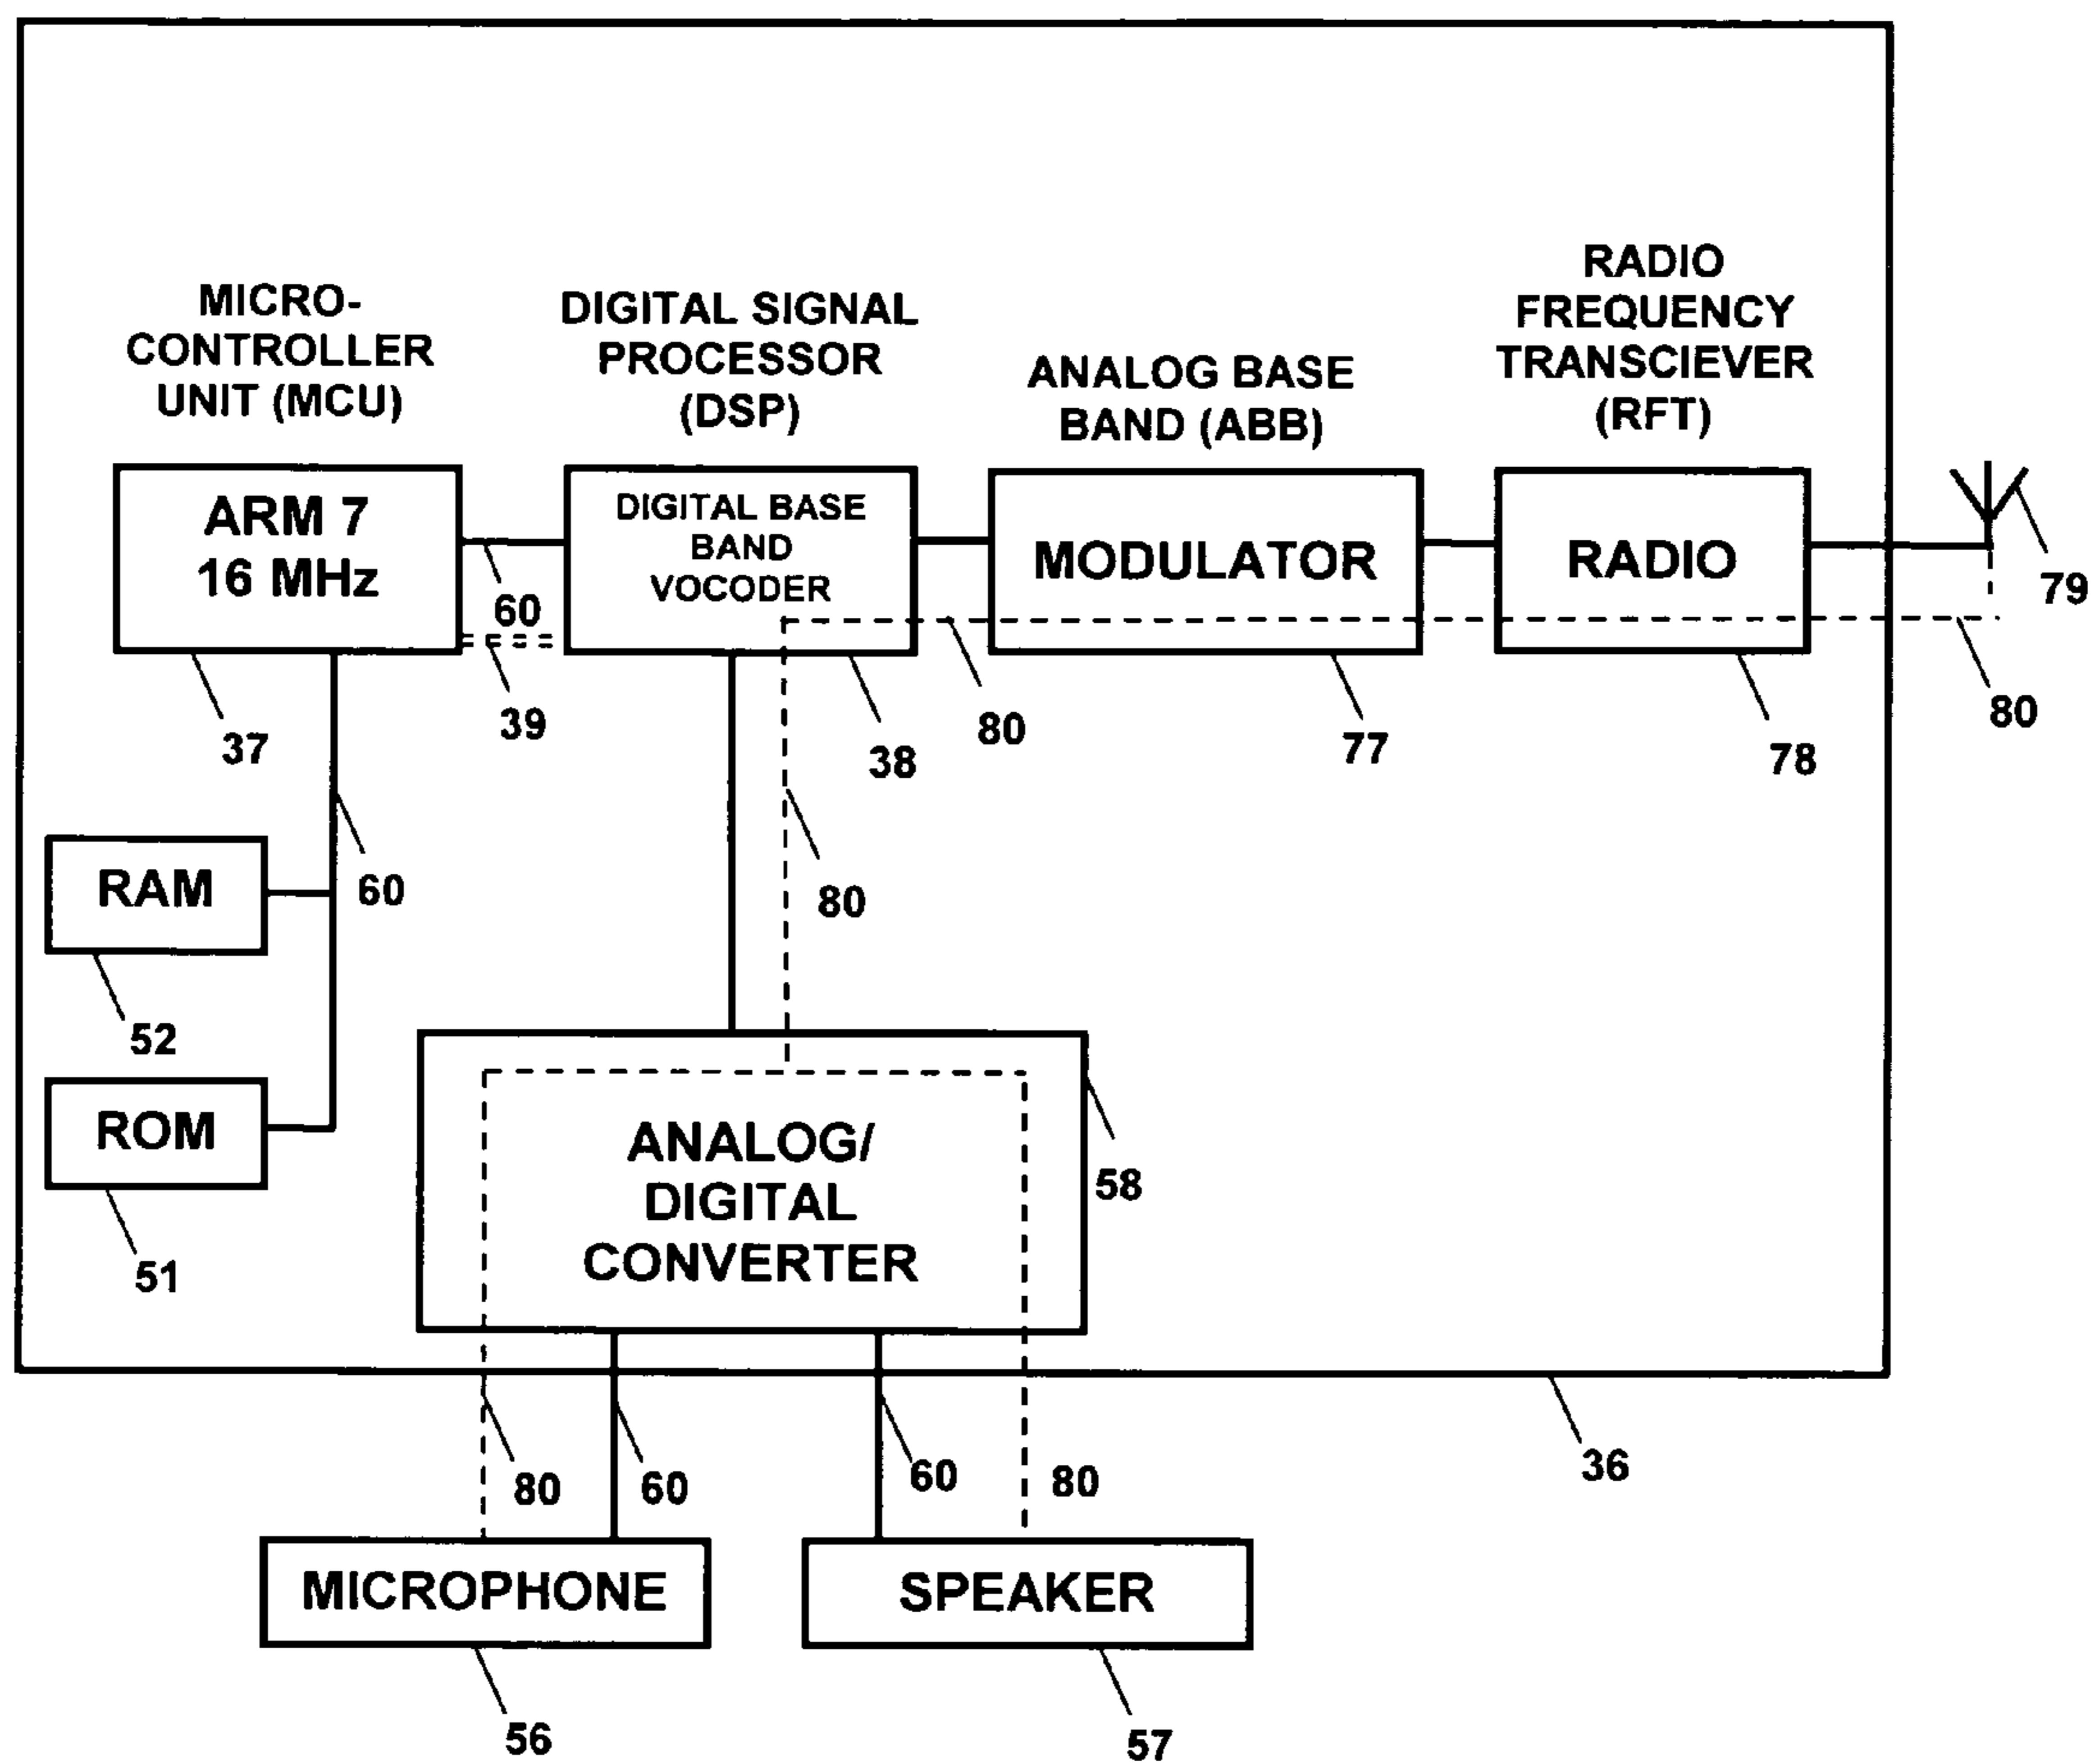 MICRO-
CONTROLLER
UNIT (MCU)
DIGITAL SIGNAL
PROCESSOR
(DSP)
ANALOG BASE
BAND (ABB)
RADIO
FREQUENCY
TRANSCIEVER
(RFT)
ARM 7
16 MHz
DIGITAL BASE
BAND
VOCODER
MODULATOR
RADIO
79
60
39
37
38
80
77
78
80
RAM
60
80
52
ROM
51
ANALOG/
DIGITAL
CONVERTER
58
80
60
60
80
36
MICROPHONE
SPEAKER
56
57